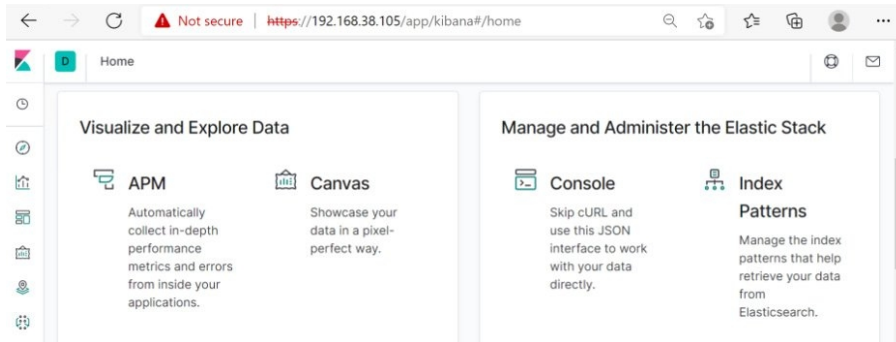 Not secure | https://192.168.38.105/app/kibana#/home
D Home
Visualize and Explore Data
APM
Automatically
collect in-depth
performance
metrics and errors
from inside your
applications.
Canvas
Showcase your
data in a pixel-
perfect way.
Manage and Administer the Elastic Stack
Console
Skip cURL and
use this JSON
interface to work
with your data
directly.
Index
Patterns
Manage the index
patterns that help
retrieve your data
from
Elasticsearch.